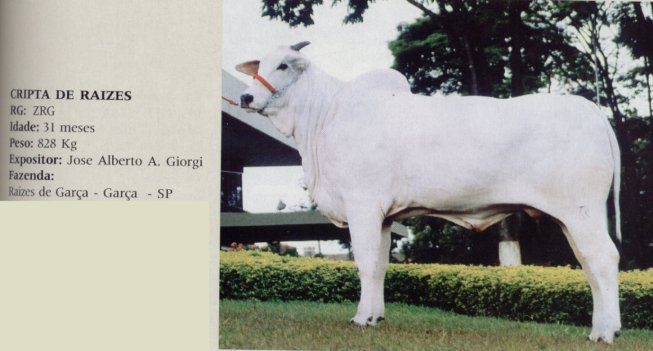 CRIPTA DE RAIZES
RG: ZRG
Idade: 31 meses
Peso: 828 Kg
Expositor: Jose Alberto A. Giorgi
Fazenda:
Raizes de Garça - Garça - SP